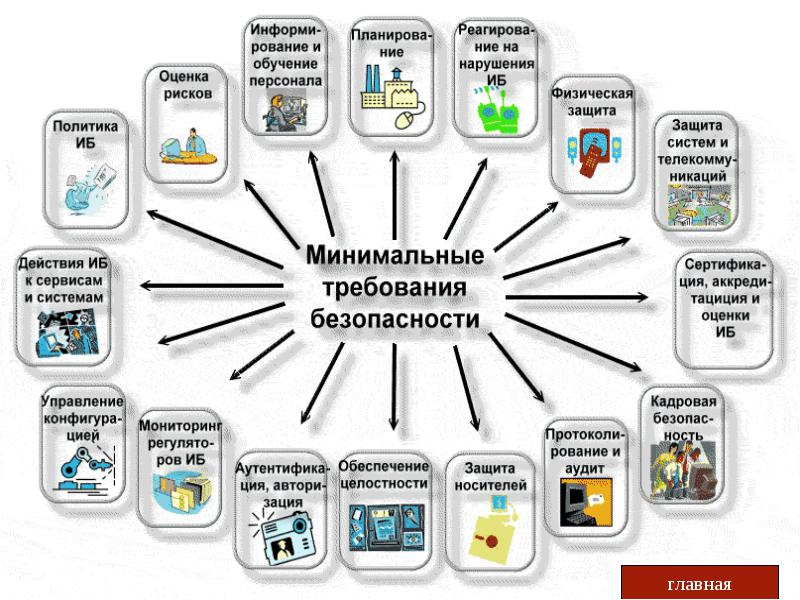 Информи-
рование и
обучение
персонала
Планирова-
ние
Реагирова-
ние на
нарушения
ИБ
Оценка
рисков
Физическая
защита
Политика
ИБ
Защита
систем и
телекомму-
никаций
Минимальные
требования
безопасности
Действия ИБ
к сервисам
и системам
Сертифика-
ция, аккреди-
тациция и
оценки
ИБ
Управление
конфигура-
цией
Мониторинг
регулято-
ров ИБ
Аутентифика-
ция, автори-
зация
Обеспечение
целостности
Защита
носителей
Протоколи-
рование и
аудит
Кадровая
безопас-
ность
главная